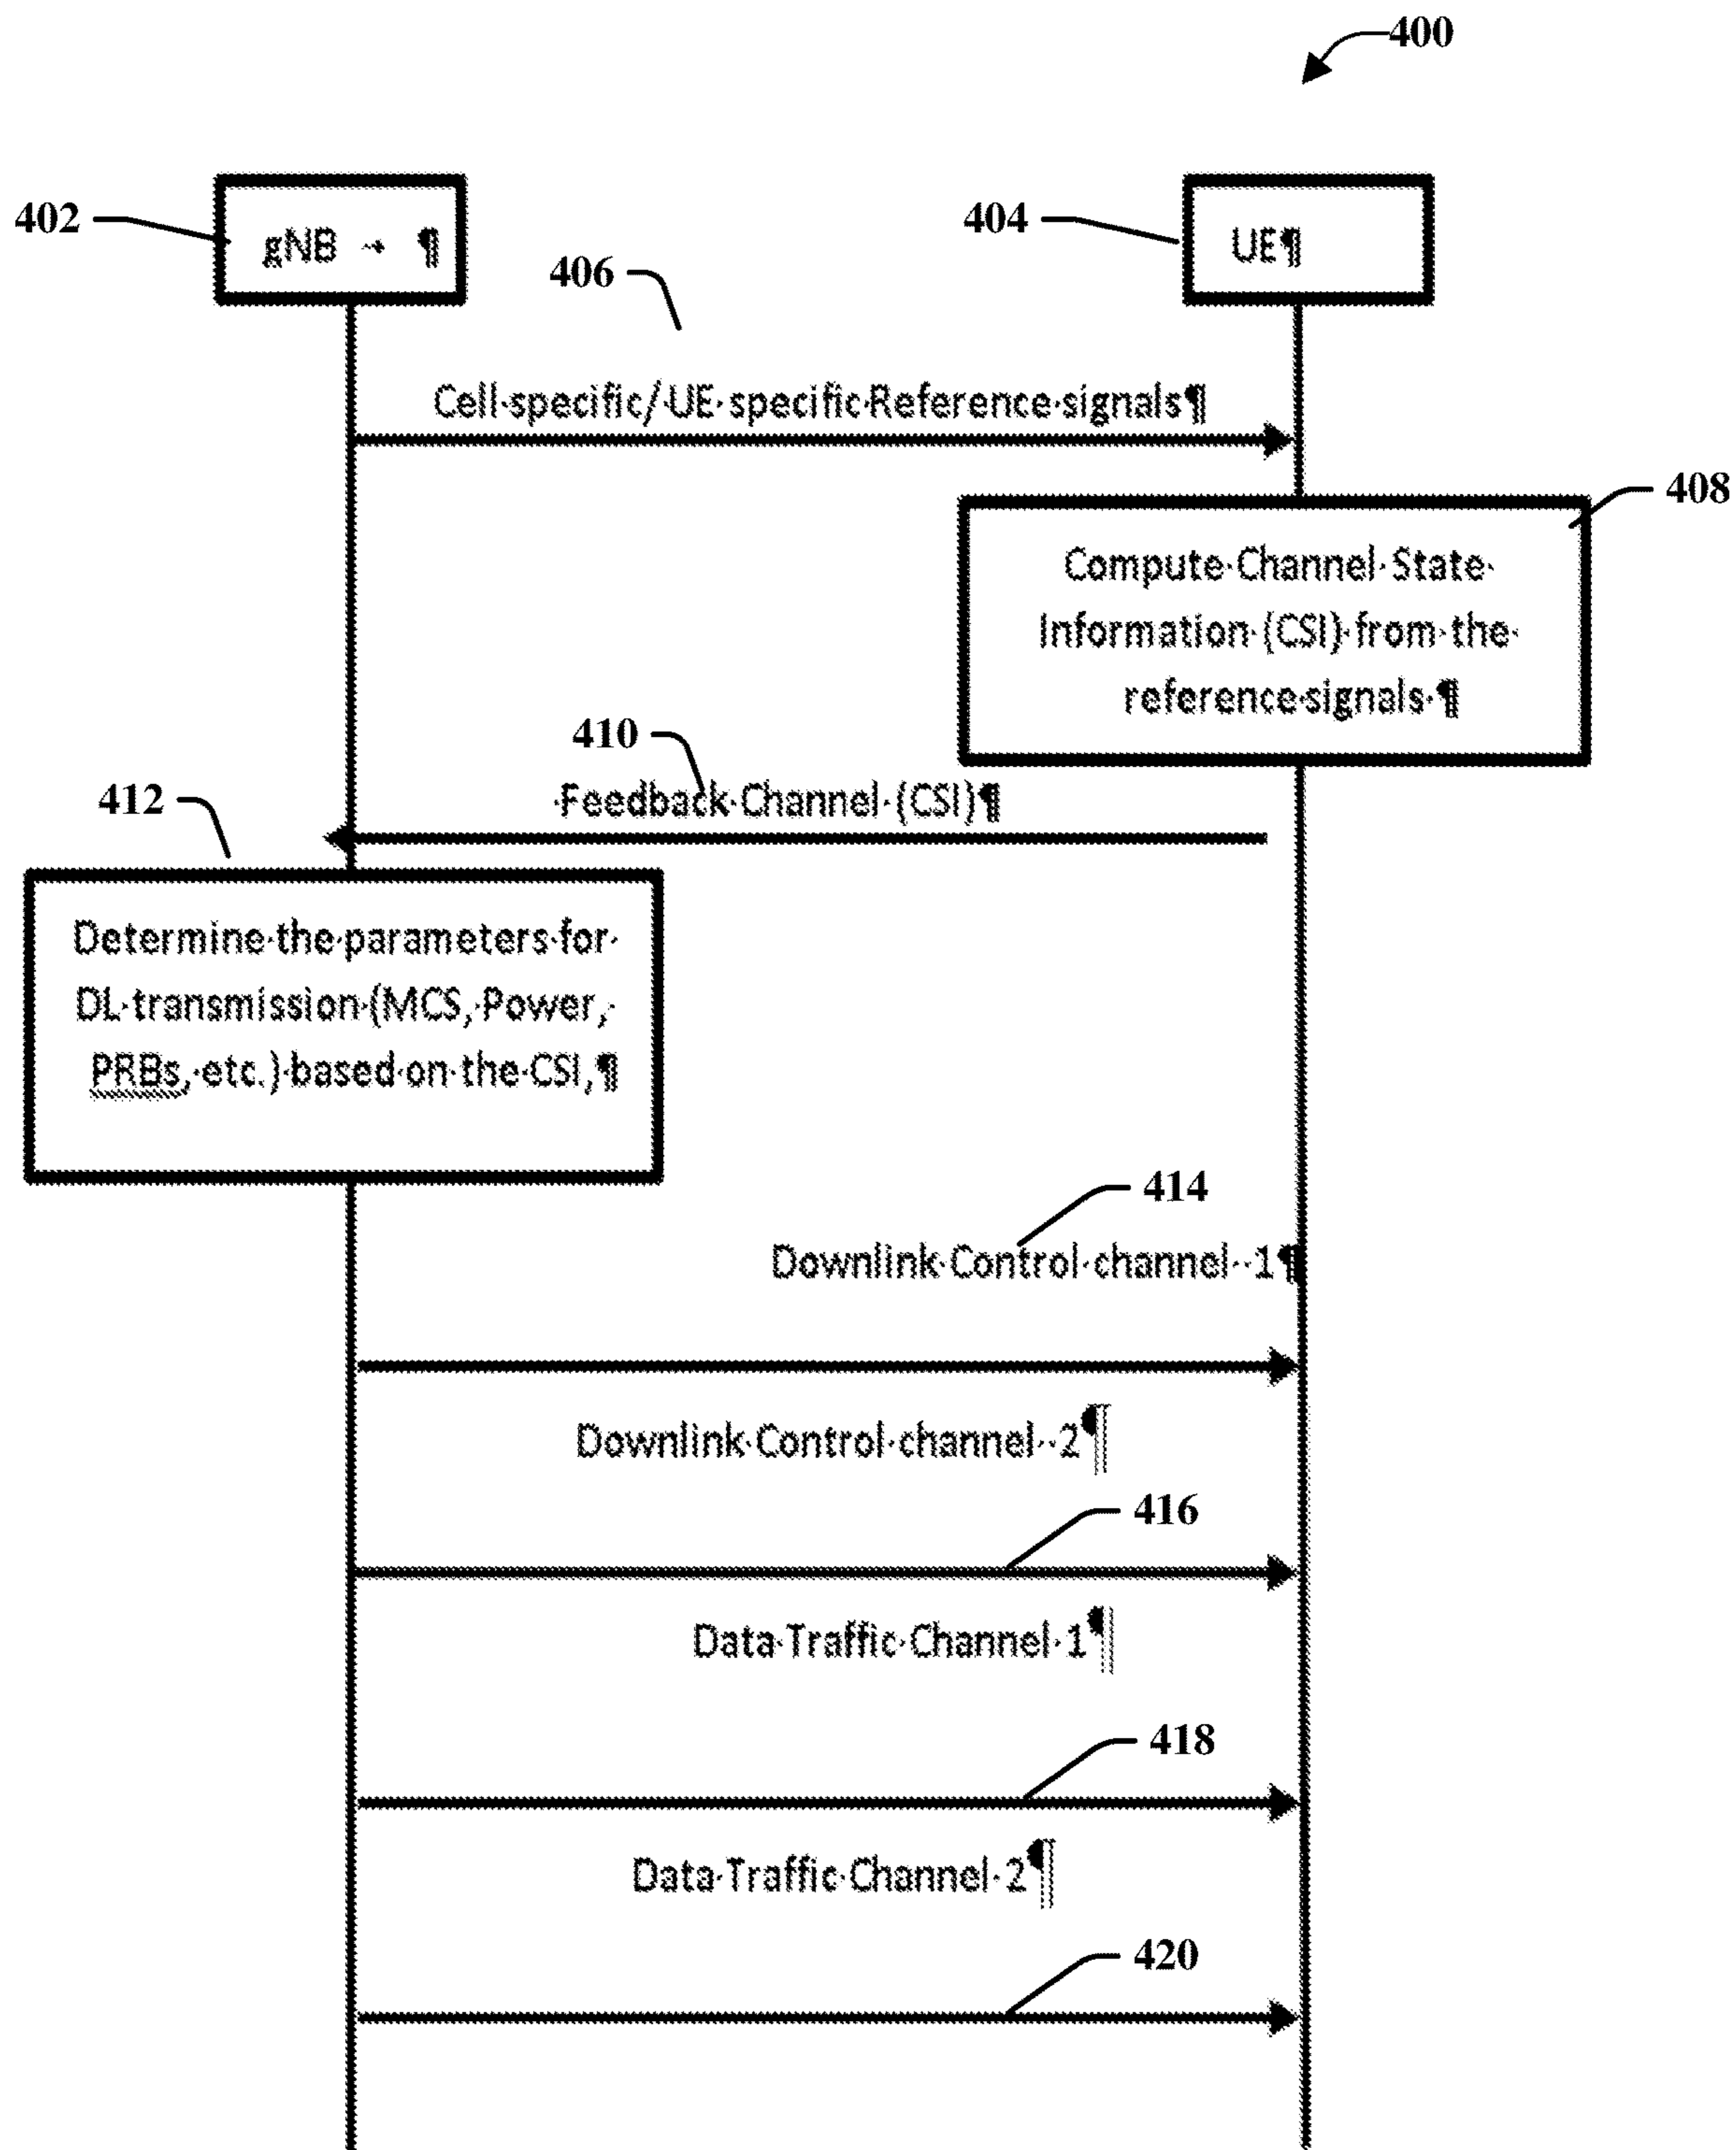 400
402
gNB → ¶
404
UE¶
406
Cell·specific/·UE·specific·Reference·signals¶
408
Compute·Channel·State·
Information·(CSI)·from·the·
reference·signals·¶
410
·Feedback·Channel·(CSI)¶
412
Determine·the·parameters·for·
DL·transmission·(MCS,·Power,·
PRBs,·etc.)·based·on·the·CSI,¶
414
Downlink·Control·channel··1¶
Downlink·Control·channel··2¶
416
Data·Traffic·Channel·1¶
418
Data·Traffic·Channel·2¶
420